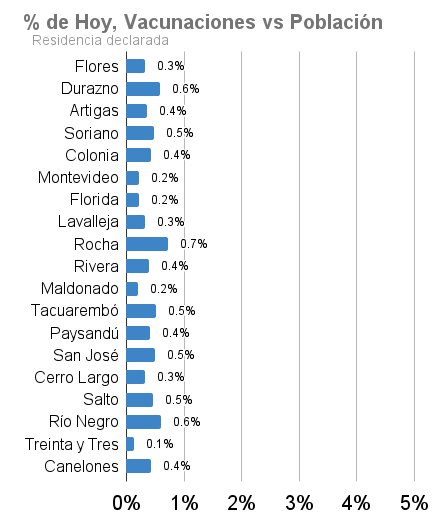 % de Hoy, Vacunaciones vs Población
Residencia declarada
Flores 0.3%
Durazno 0.6%
Artigas 0.4%
Soriano 0.5%
Colonia 0.4%
Montevideo 0.2%
Florida 0.2%
Lavalleja 0.3%
Rocha 0.7%
Rivera 0.4%
Maldonado 0.2%
Tacuarembó 0.5%
Paysandú 0.4%
San José 0.5%
Cerro Largo 0.3%
Salto 0.5%
Río Negro 0.6%
Treinta y Tres 0.1%
Canelones 0.4%
0% 1% 2% 3% 4% 5%